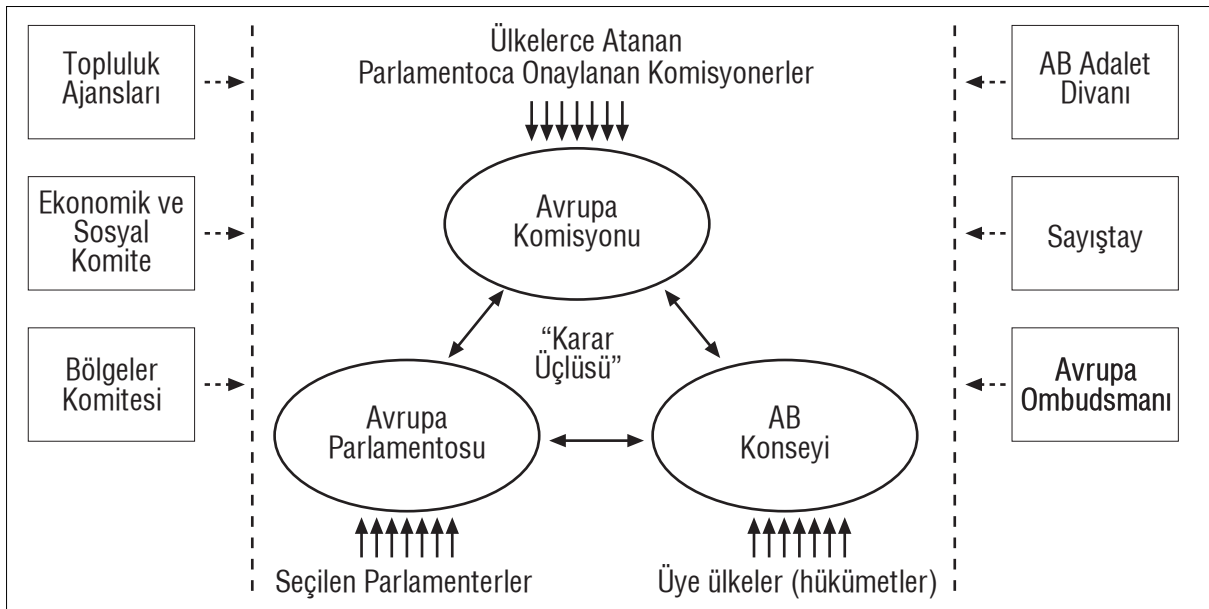 Topluluk
Ajansları
Ekonomik ve
Sosyal
Komite
Bölgeler
Komitesi
Ülkelerce Atanan
Parlamentoca Onaylanan Komisyonerler
Avrupa
Komisyonu
“Karar
Üçlüsü”
Avrupa
Parlamentosu
AB
Konseyi
Seçilen Parlamenterler
Üye ülkeler (hükümetler)
AB Adalet
Divanı
Sayıştay
Avrupa
Ombudsmanı